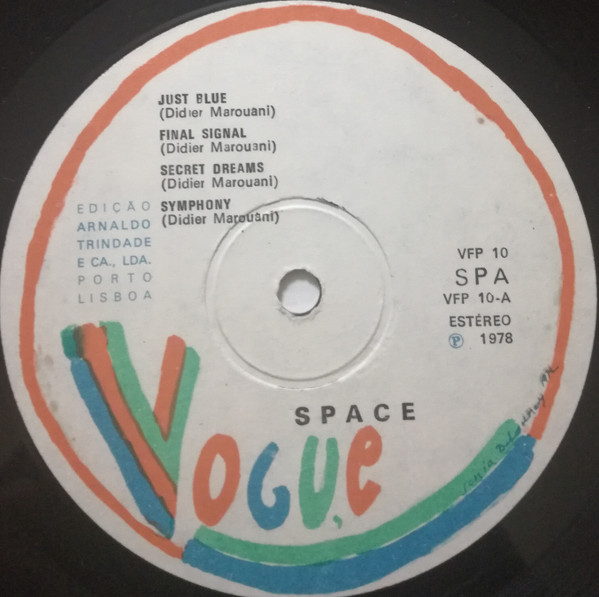 JUST BLUE
(Didier Marouani)
FINAL SIGNAL
(Didier Marouani)
SECRET DREAMS
(Didier Marouani)
SYMPHONY
(Didier Marouani)
EDIÇÃO
ARNALDO
TRINDADE
E CA., LDA.
PORTO
LISBOA
VFP 10
SPA
VFP 10-A
ESTÉREO
Ⓟ 1978
SPACE
VOGUE